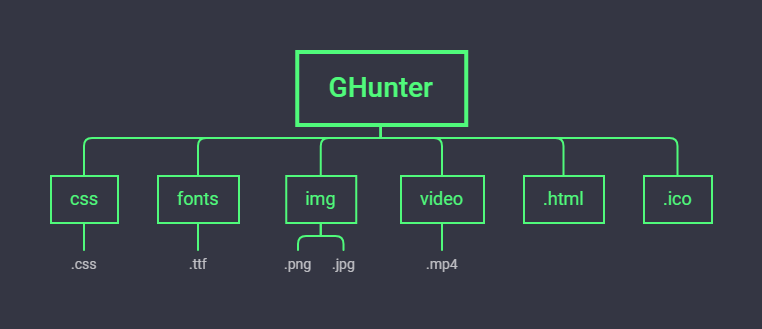 GHunter
css
fonts
img
video
.html
.ico
.css
.ttf
.png
.jpg
.mp4